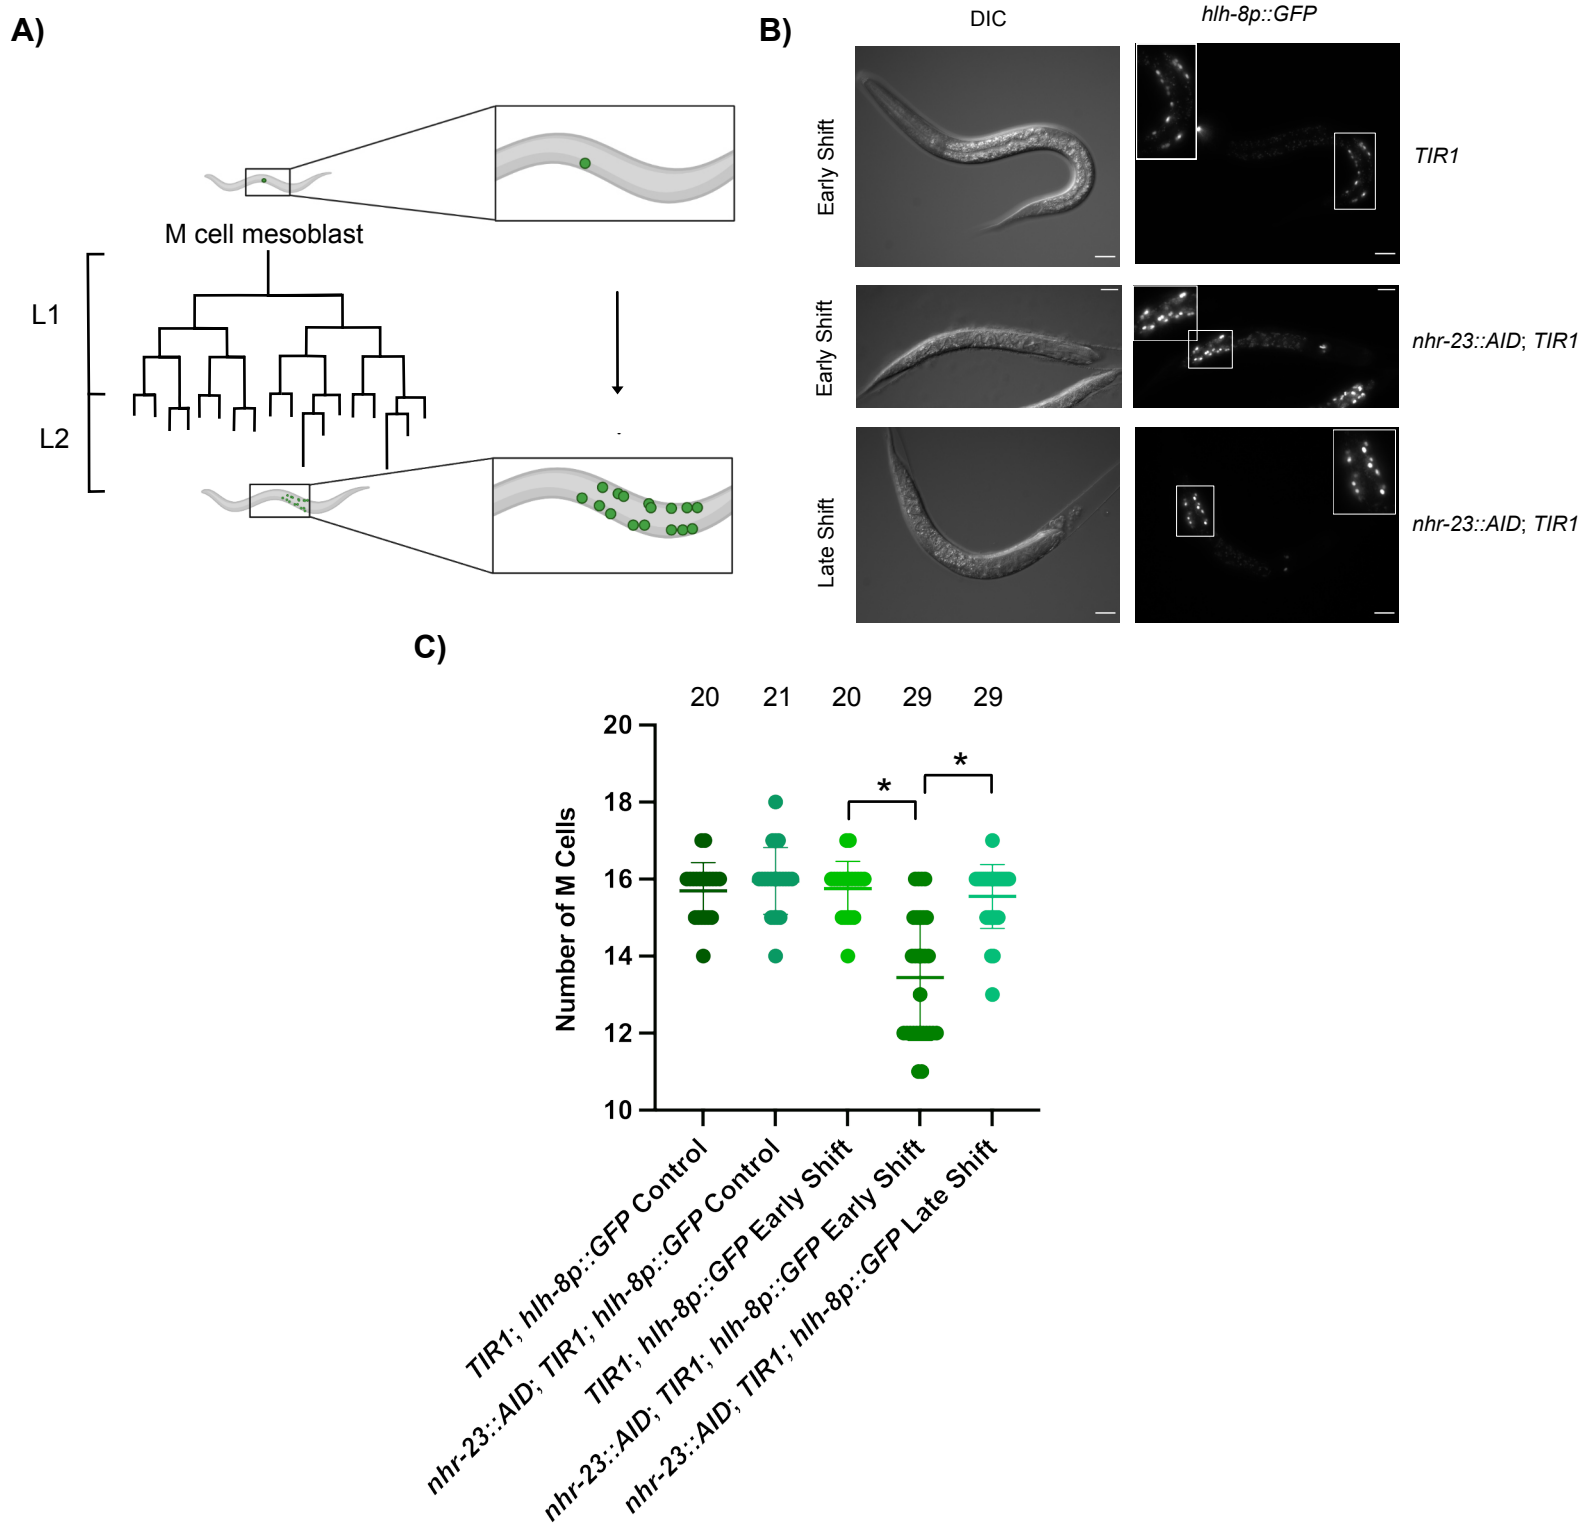 A)
M cell mesoblast
L1
L2
B)
DIC
hlh-8p::GFP
Early Shift
TIR1
Early Shift
nhr-23::AID; TIR1
Late Shift
nhr-23::AID; TIR1
C)
20 21 20 29 29
20
18
16
14
12
10
*
*
Number of M Cells
TIR1; hlh-8p::GFP Control
nhr-23::AID; TIR1; hlh-8p::GFP Control
TIR1; hlh-8p::GFP Early Shift
nhr-23::AID; TIR1; hlh-8p::GFP Early Shift
nhr-23::AID; TIR1; hlh-8p::GFP Late Shift